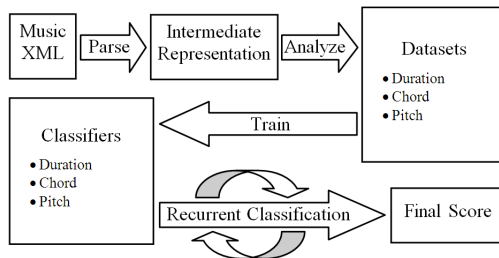 Music
XML
Parse
Intermediate
Representation
Analyze
Datasets
• Duration
• Chord
• Pitch
Train
Classifiers
• Duration
• Chord
• Pitch
Recurrent Classification
Final Score